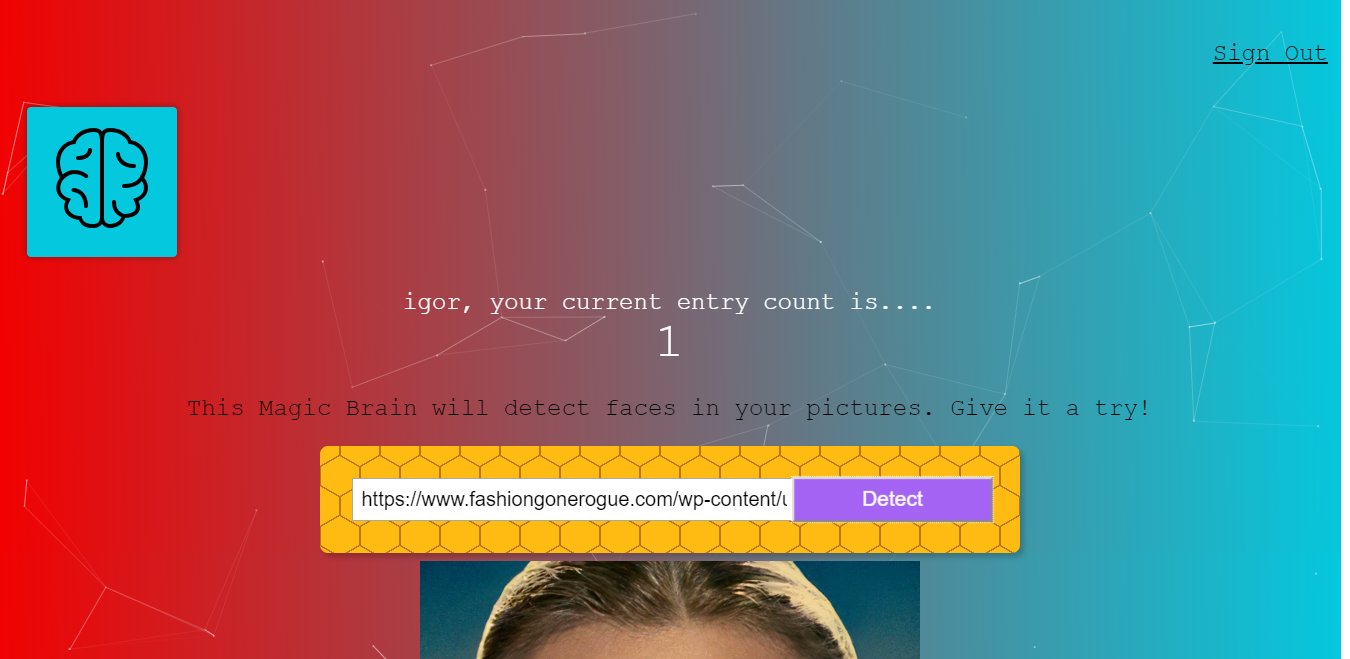 Sign Out
igor, your current entry count is....
1
This Magic Brain will detect faces in your pictures. Give it a try!
https://www.fashiongonerogue.com/wp-content/u
Detect